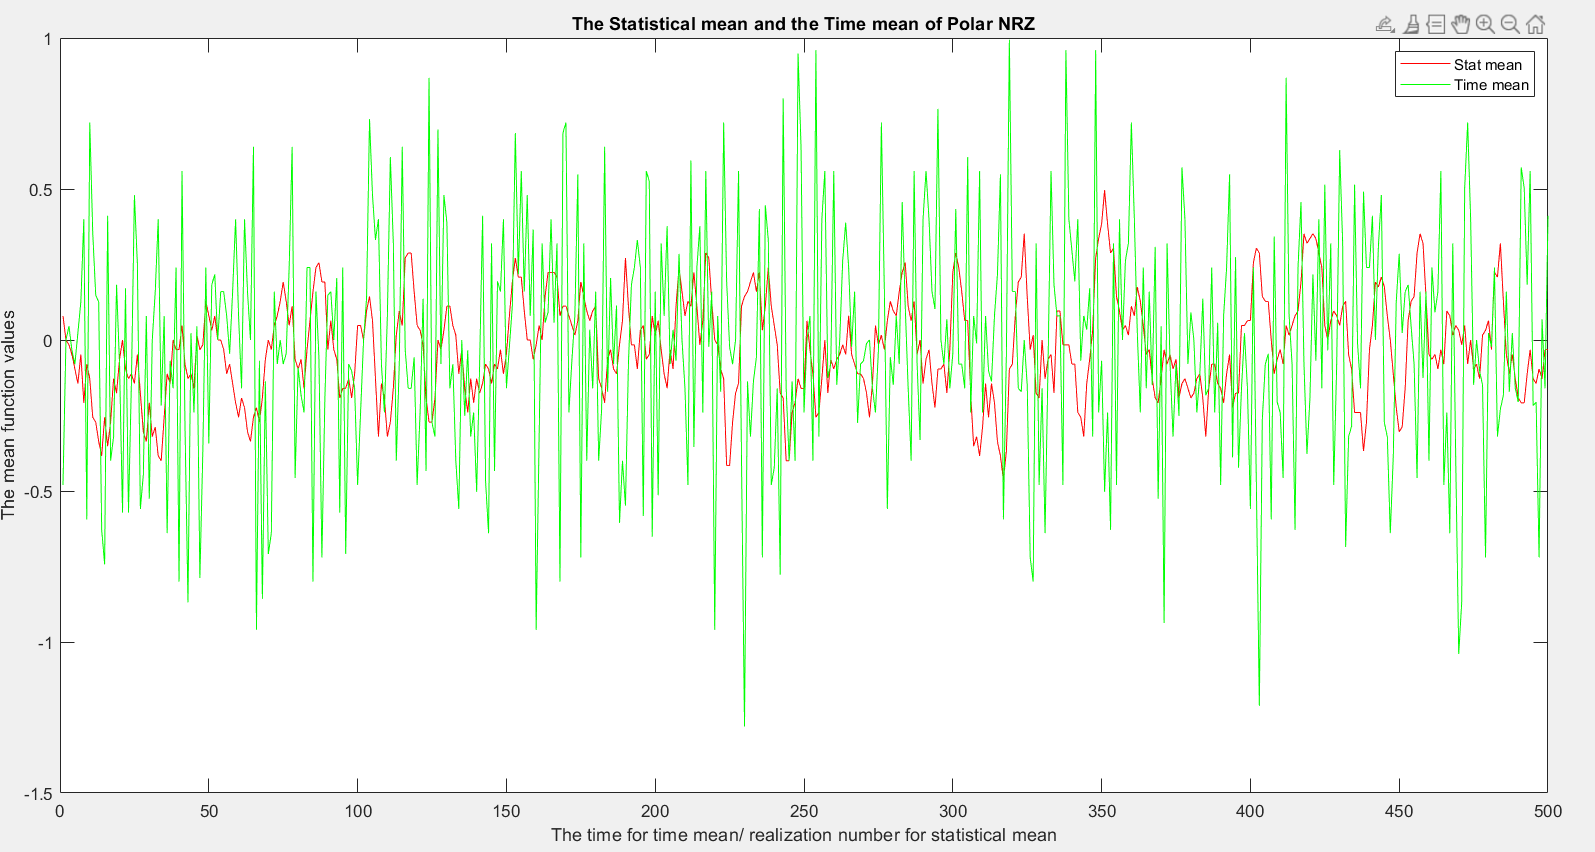 The Statistical mean and the Time mean of Polar NRZ
Stat mean
Time mean
1
0.5
0
-0.5
-1
-1.5
The mean function values
0 50 100 150 200 250 300 350 400 450 500
The time for time mean/ realization number for statistical mean